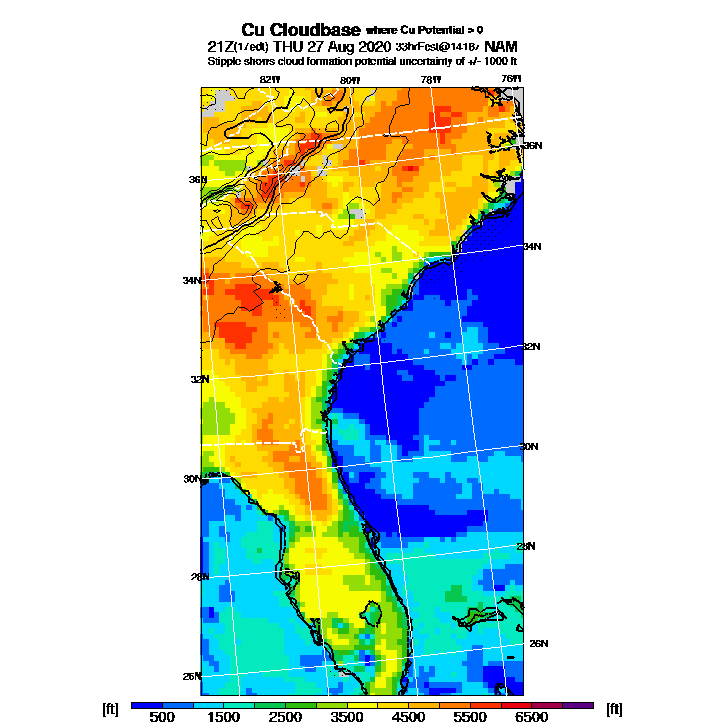 Cu Cloudbase where Cu Potential > 0
21Z(17edt) THU 27 Aug 2020 33hrFcst@1418z NAM
Stipple shows cloud formation potential uncertainty of +/- 1000 ft
82W 80W 78W 76W
36N
36N
34N
34N
32N
32N
30N
30N
28N
28N
26N
26N
[ft] 500 1500 2500 3500 4500 5500 6500 [ft]